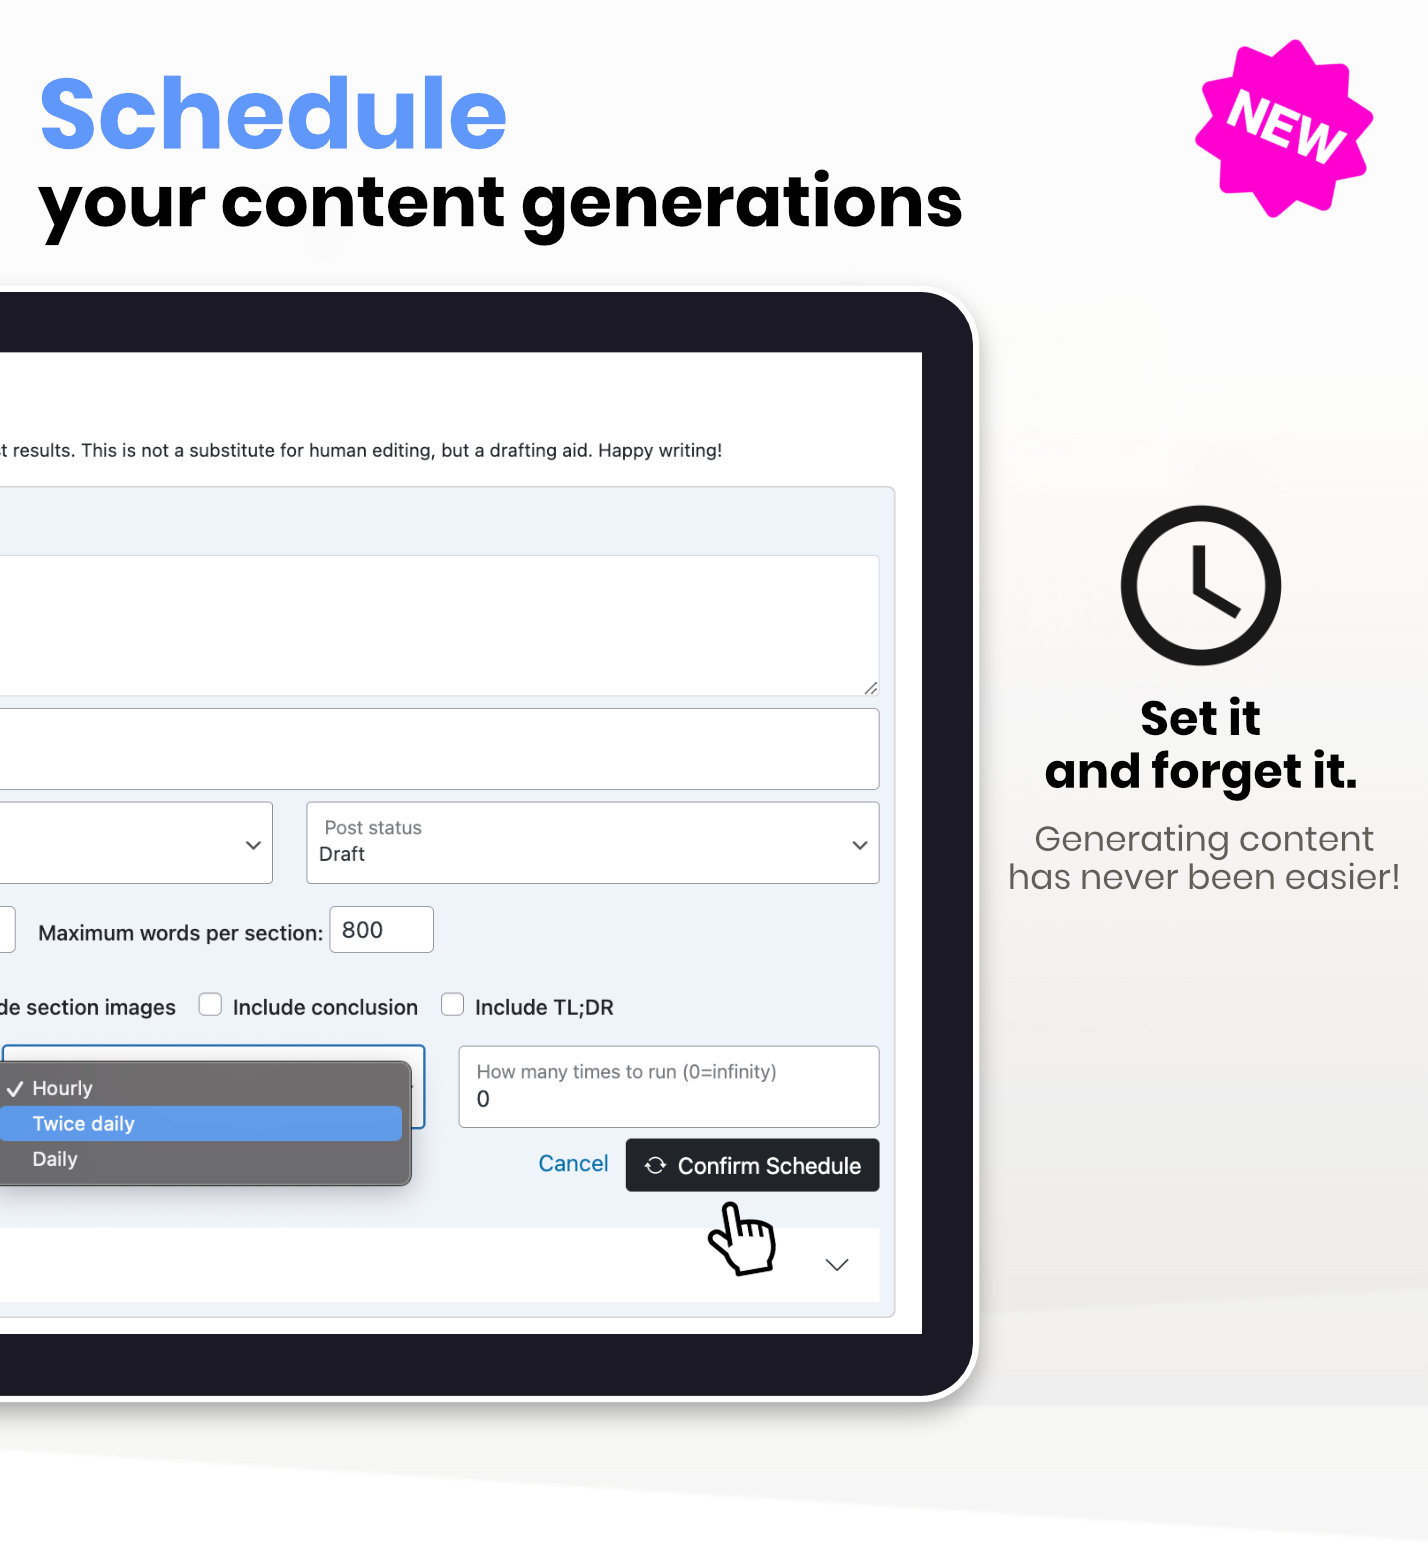 Schedule
your content generations
NEW
t results. This is not a substitute for human editing, but a drafting aid. Happy writing!
Post status
Draft
Maximum words per section: 800
de section images Include conclusion Include TL;DR
Hourly
Twice daily
Daily
How many times to run (0=infinity)
0
Cancel Confirm Schedule
Set it
and forget it.
Generating content
has never been easier!